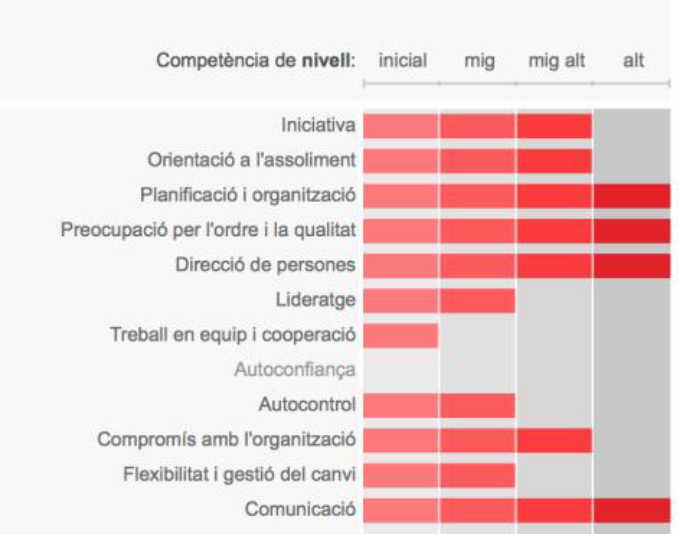 Competència de nivell: inicial mig mig alt alt
Iniciativa
Orientació a l'assoliment
Planificació i organització
Preocupació per l'ordre i la qualitat
Direcció de persones
Lideratge
Treball en equip i cooperació
Autoconfiança
Autocontrol
Compromís amb l'organització
Flexibilitat i gestió del canvi
Comunicació